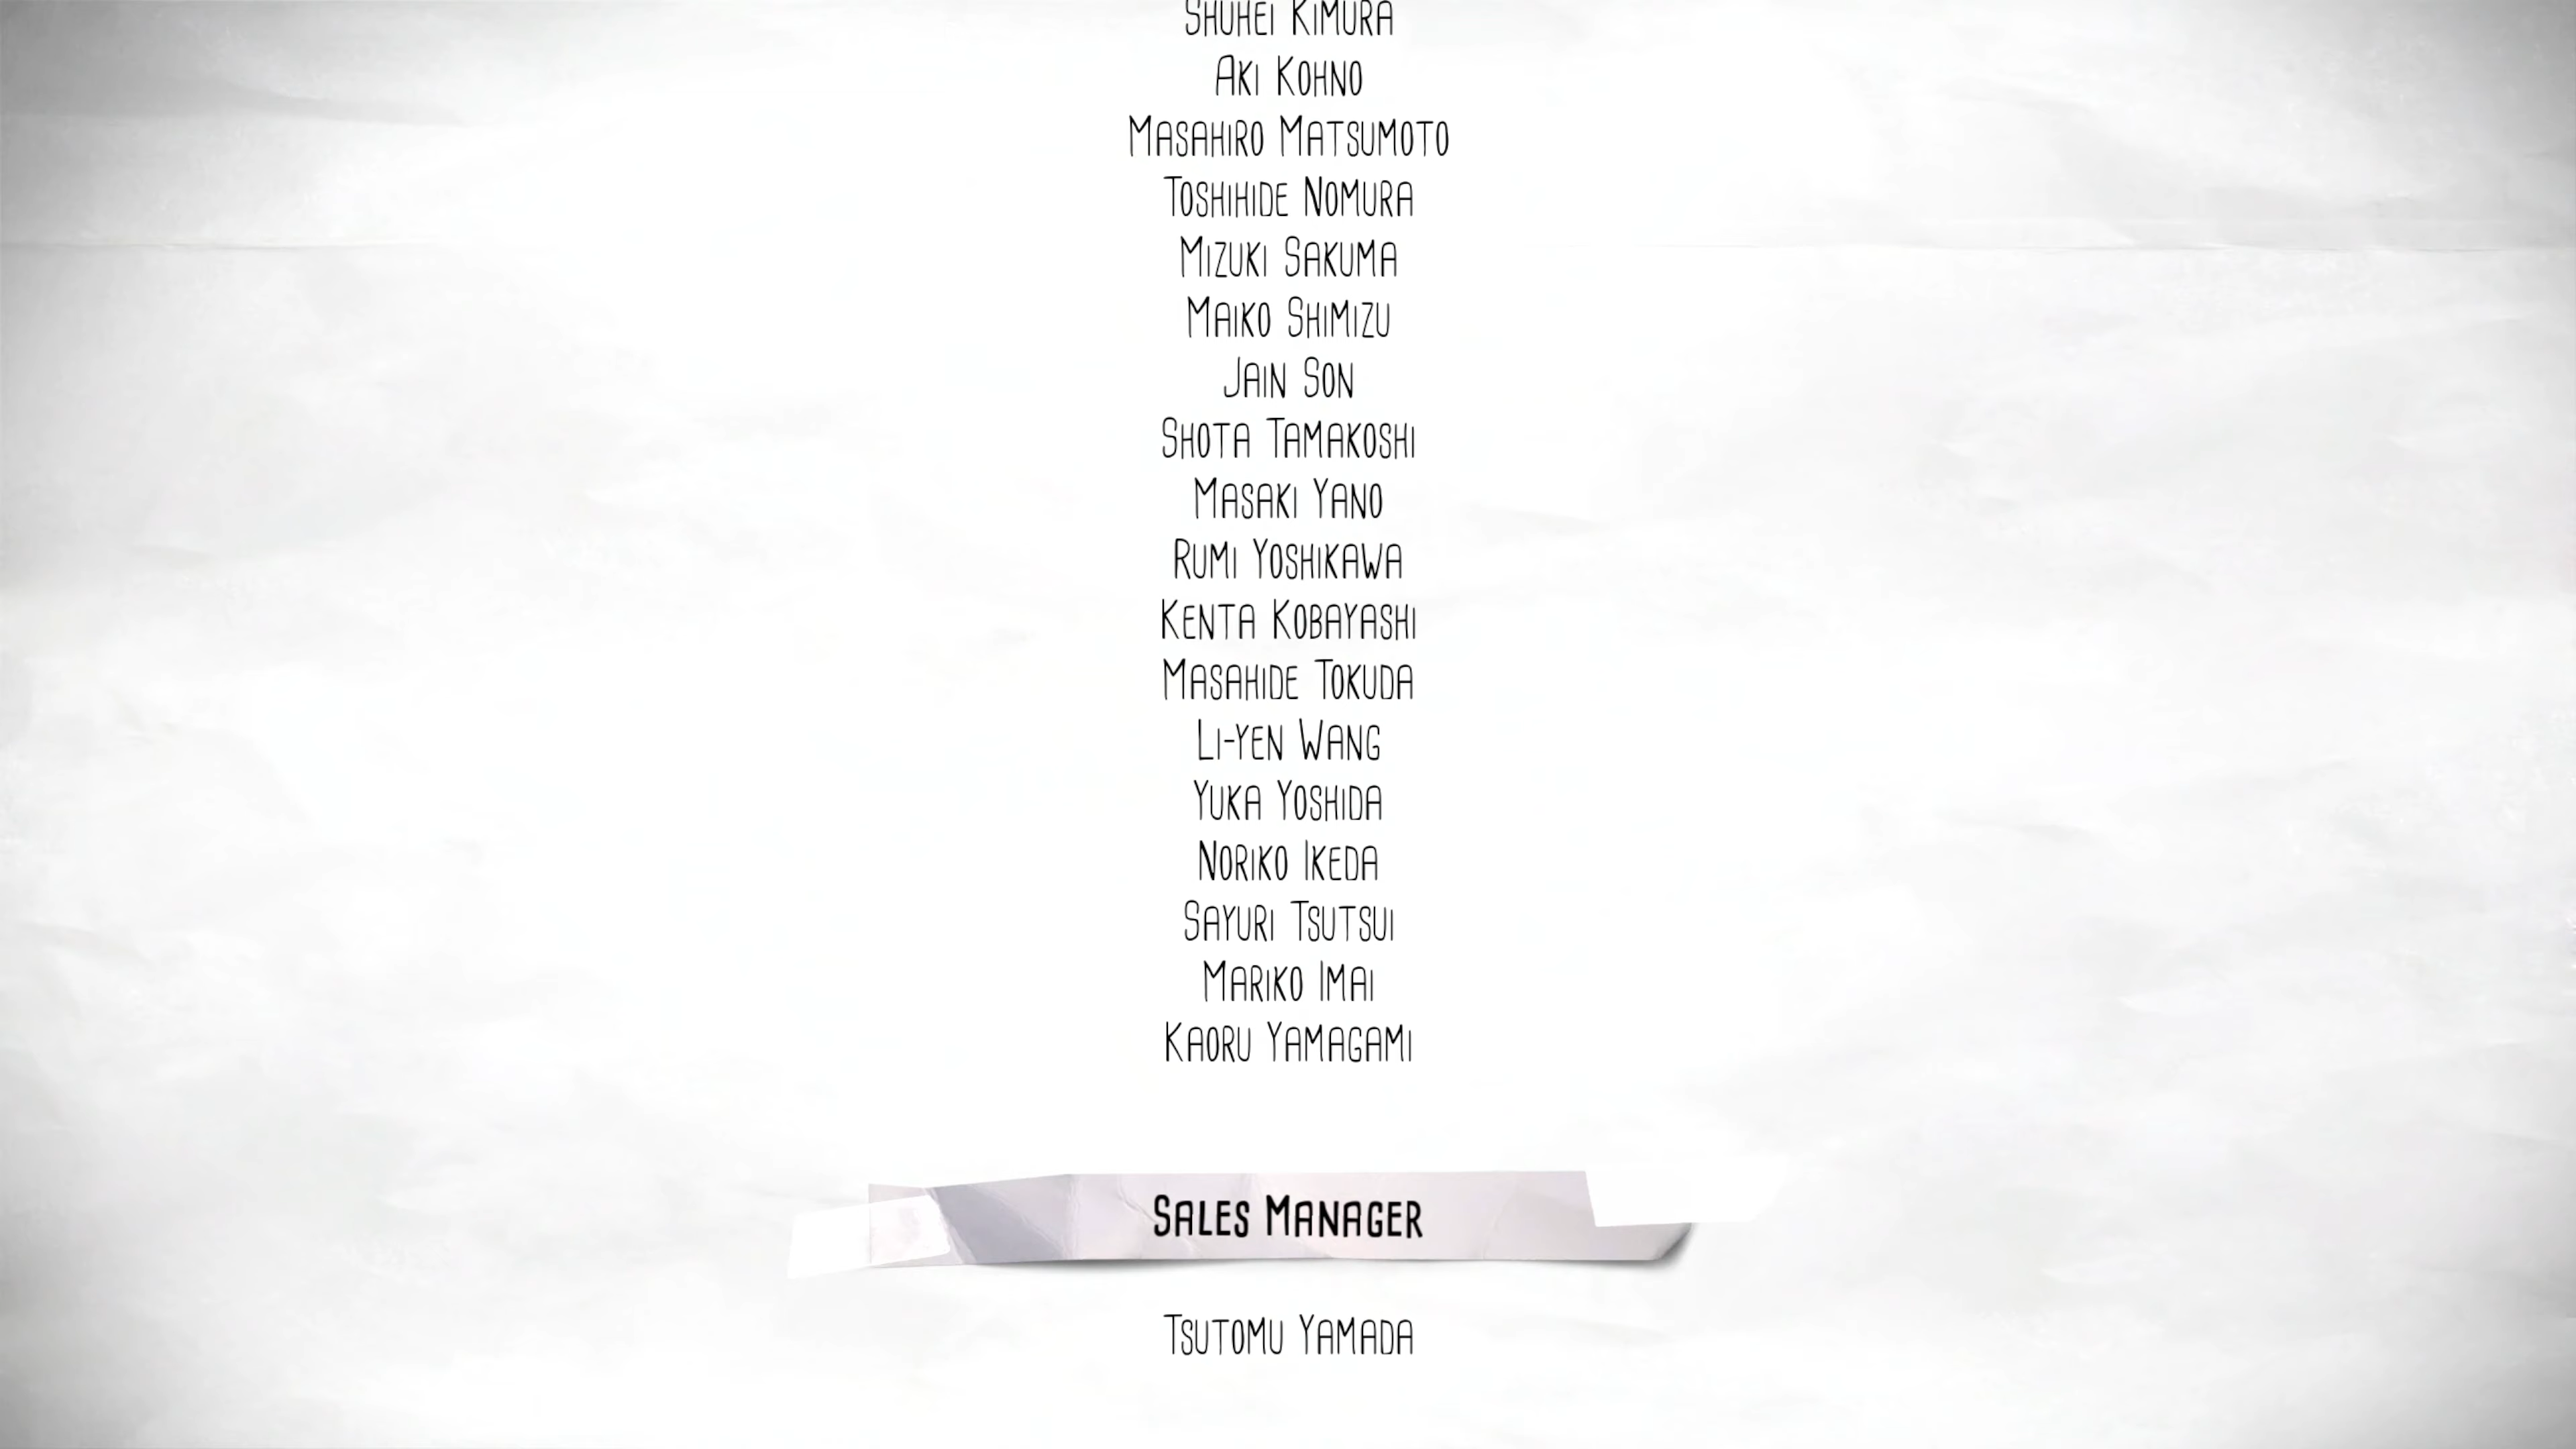 Shuhei Kimura
Aki Kohno
Masahiro Matsumoto
Toshihide Nomura
Mizuki Sakuma
Maiko Shimizu
Jain Son
Shota Tamakoshi
Masaki Yano
Rumi Yoshikawa
Kenta Kobayashi
Masahide Tokuda
Li-yen Wang
Yuka Yoshida
Noriko Ikeda
Sayuri Tsutsui
Mariko Imai
Kaoru Yamagami
Sales Manager
Tsutomu Yamada